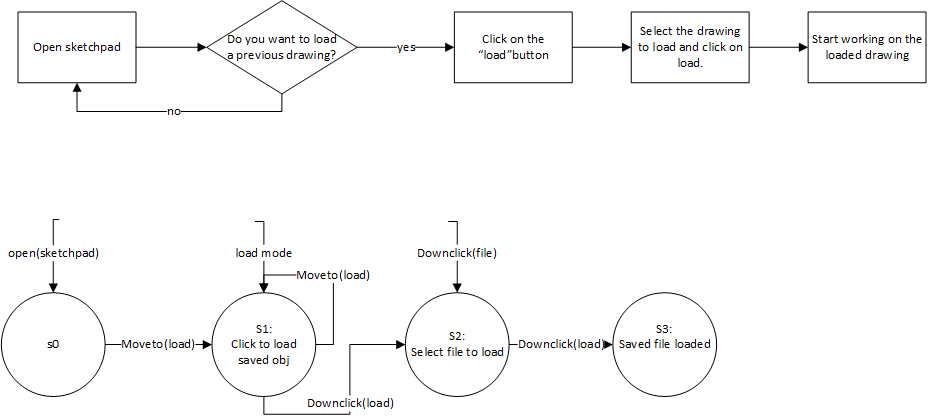 Open sketchpad
Do you want to load
a previous drawing?
yes
Click on the
“load”button
Select the drawing
to load and click on
load.
Start working on the
loaded drawing
no
open(sketchpad)
load mode
Downclick(file)
Moveto(load)
s0
Moveto(load)
S1:
Click to load
saved obj
S2:
Select file to load
Downclick(load)
S3:
Saved file loaded
Downclick(load)